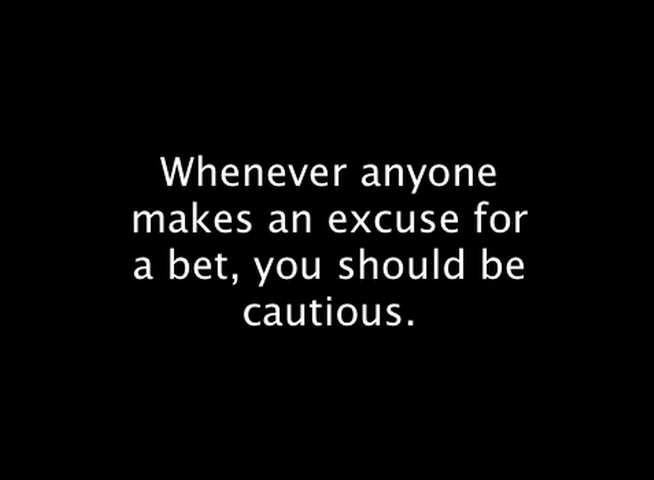 Whenever anyone
makes an excuse for
a bet, you should be
cautious.